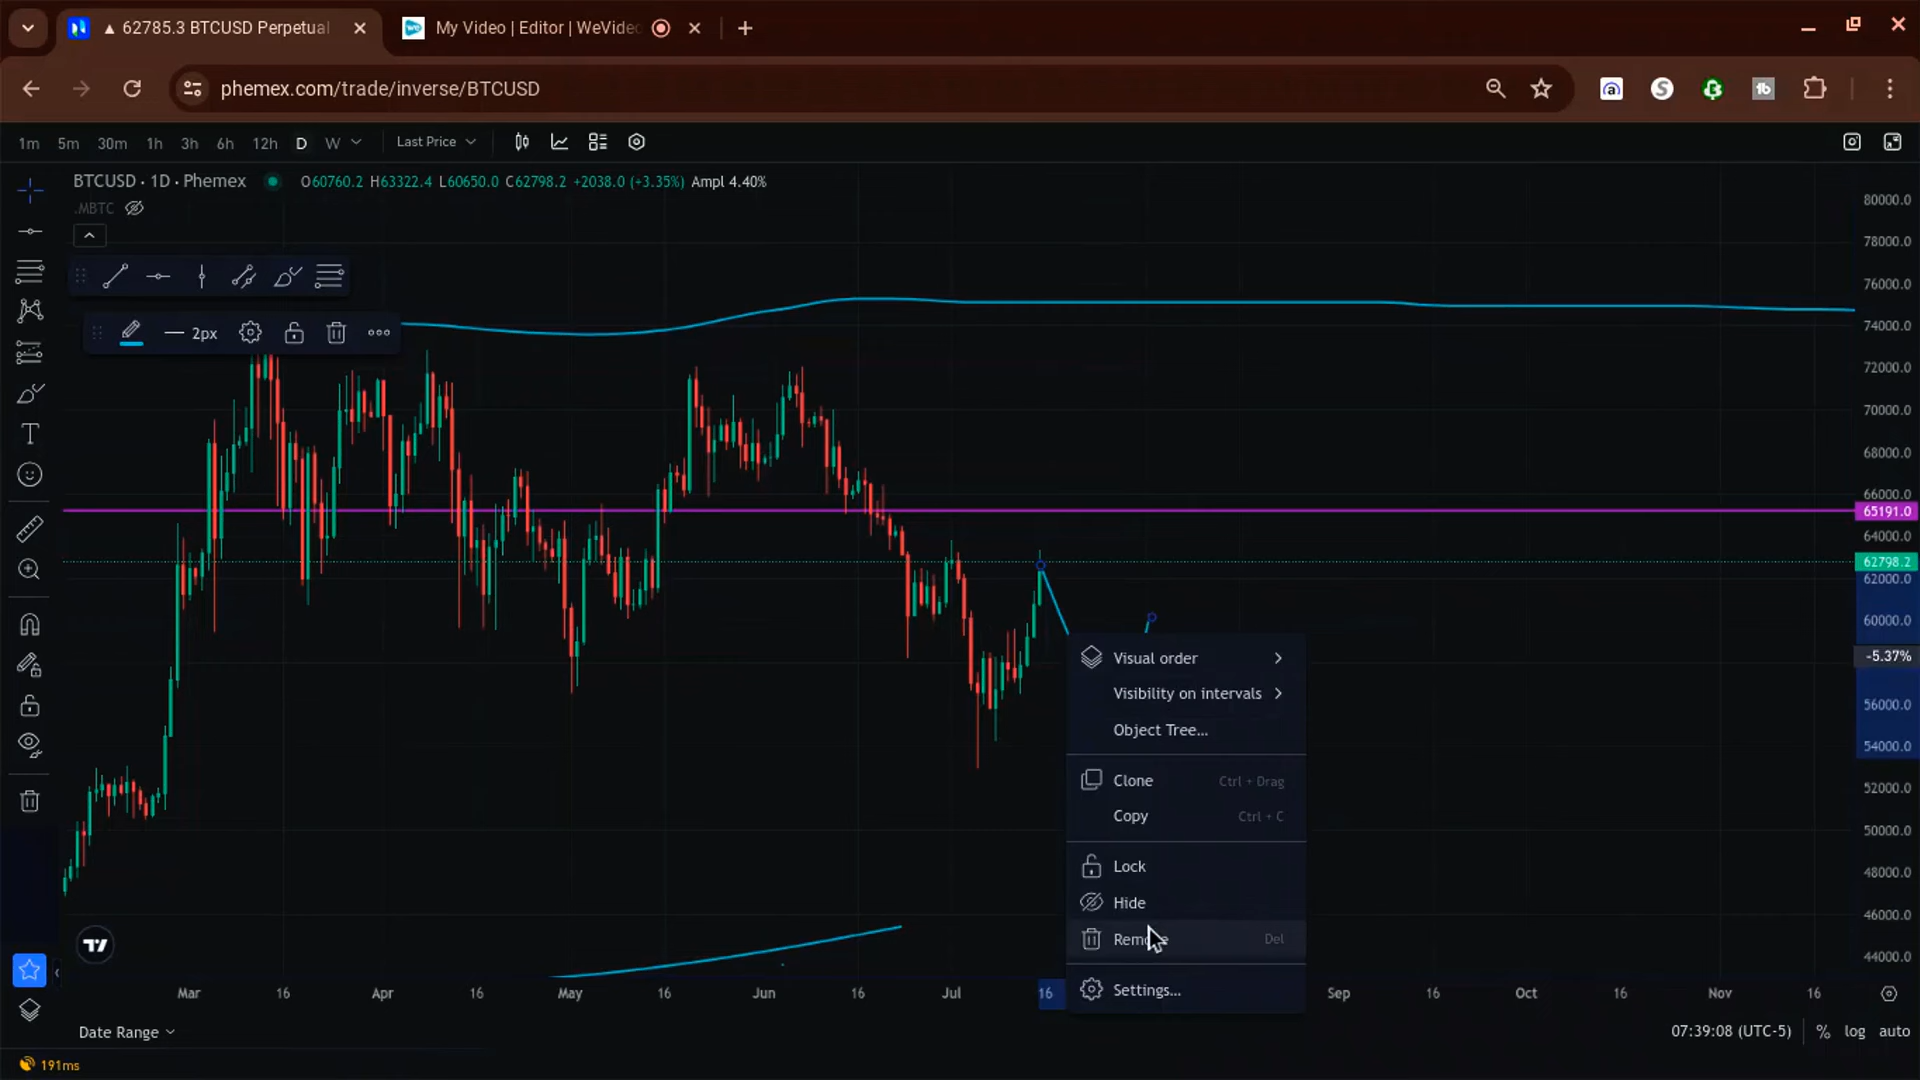 ▲ 62785.3 BTCUSD Perpetual
My Video | Editor | WeVide
phemex.com/trade/inverse/BTCUSD
1m 5m 30m 1h 3h 6h 12h D W Last Price
BTCUSD · 1D · Phemex O60760.2 H63322.4 L60650.0 C62798.2 +2038.0 (+3.35%) Ampl 4.40%
.MBTC
2px
80000.0
78000.0
76000.0
74000.0
72000.0
70000.0
68000.0
66000.0
65191.0
64000.0
62798.2
62000.0
60000.0
-5.37%
56000.0
54000.0
52000.0
50000.0
48000.0
46000.0
44000.0
Visual order
Visibility on intervals
Object Tree...
Clone Ctrl + Drag
Copy Ctrl + C
Lock
Hide
Remove Del
Settings...
Mar 16 Apr 16 May 16 Jun 16 Jul 16 Sep 16 Oct 16 Nov 16
Date Range 07:39:08 (UTC-5) % log auto
191ms